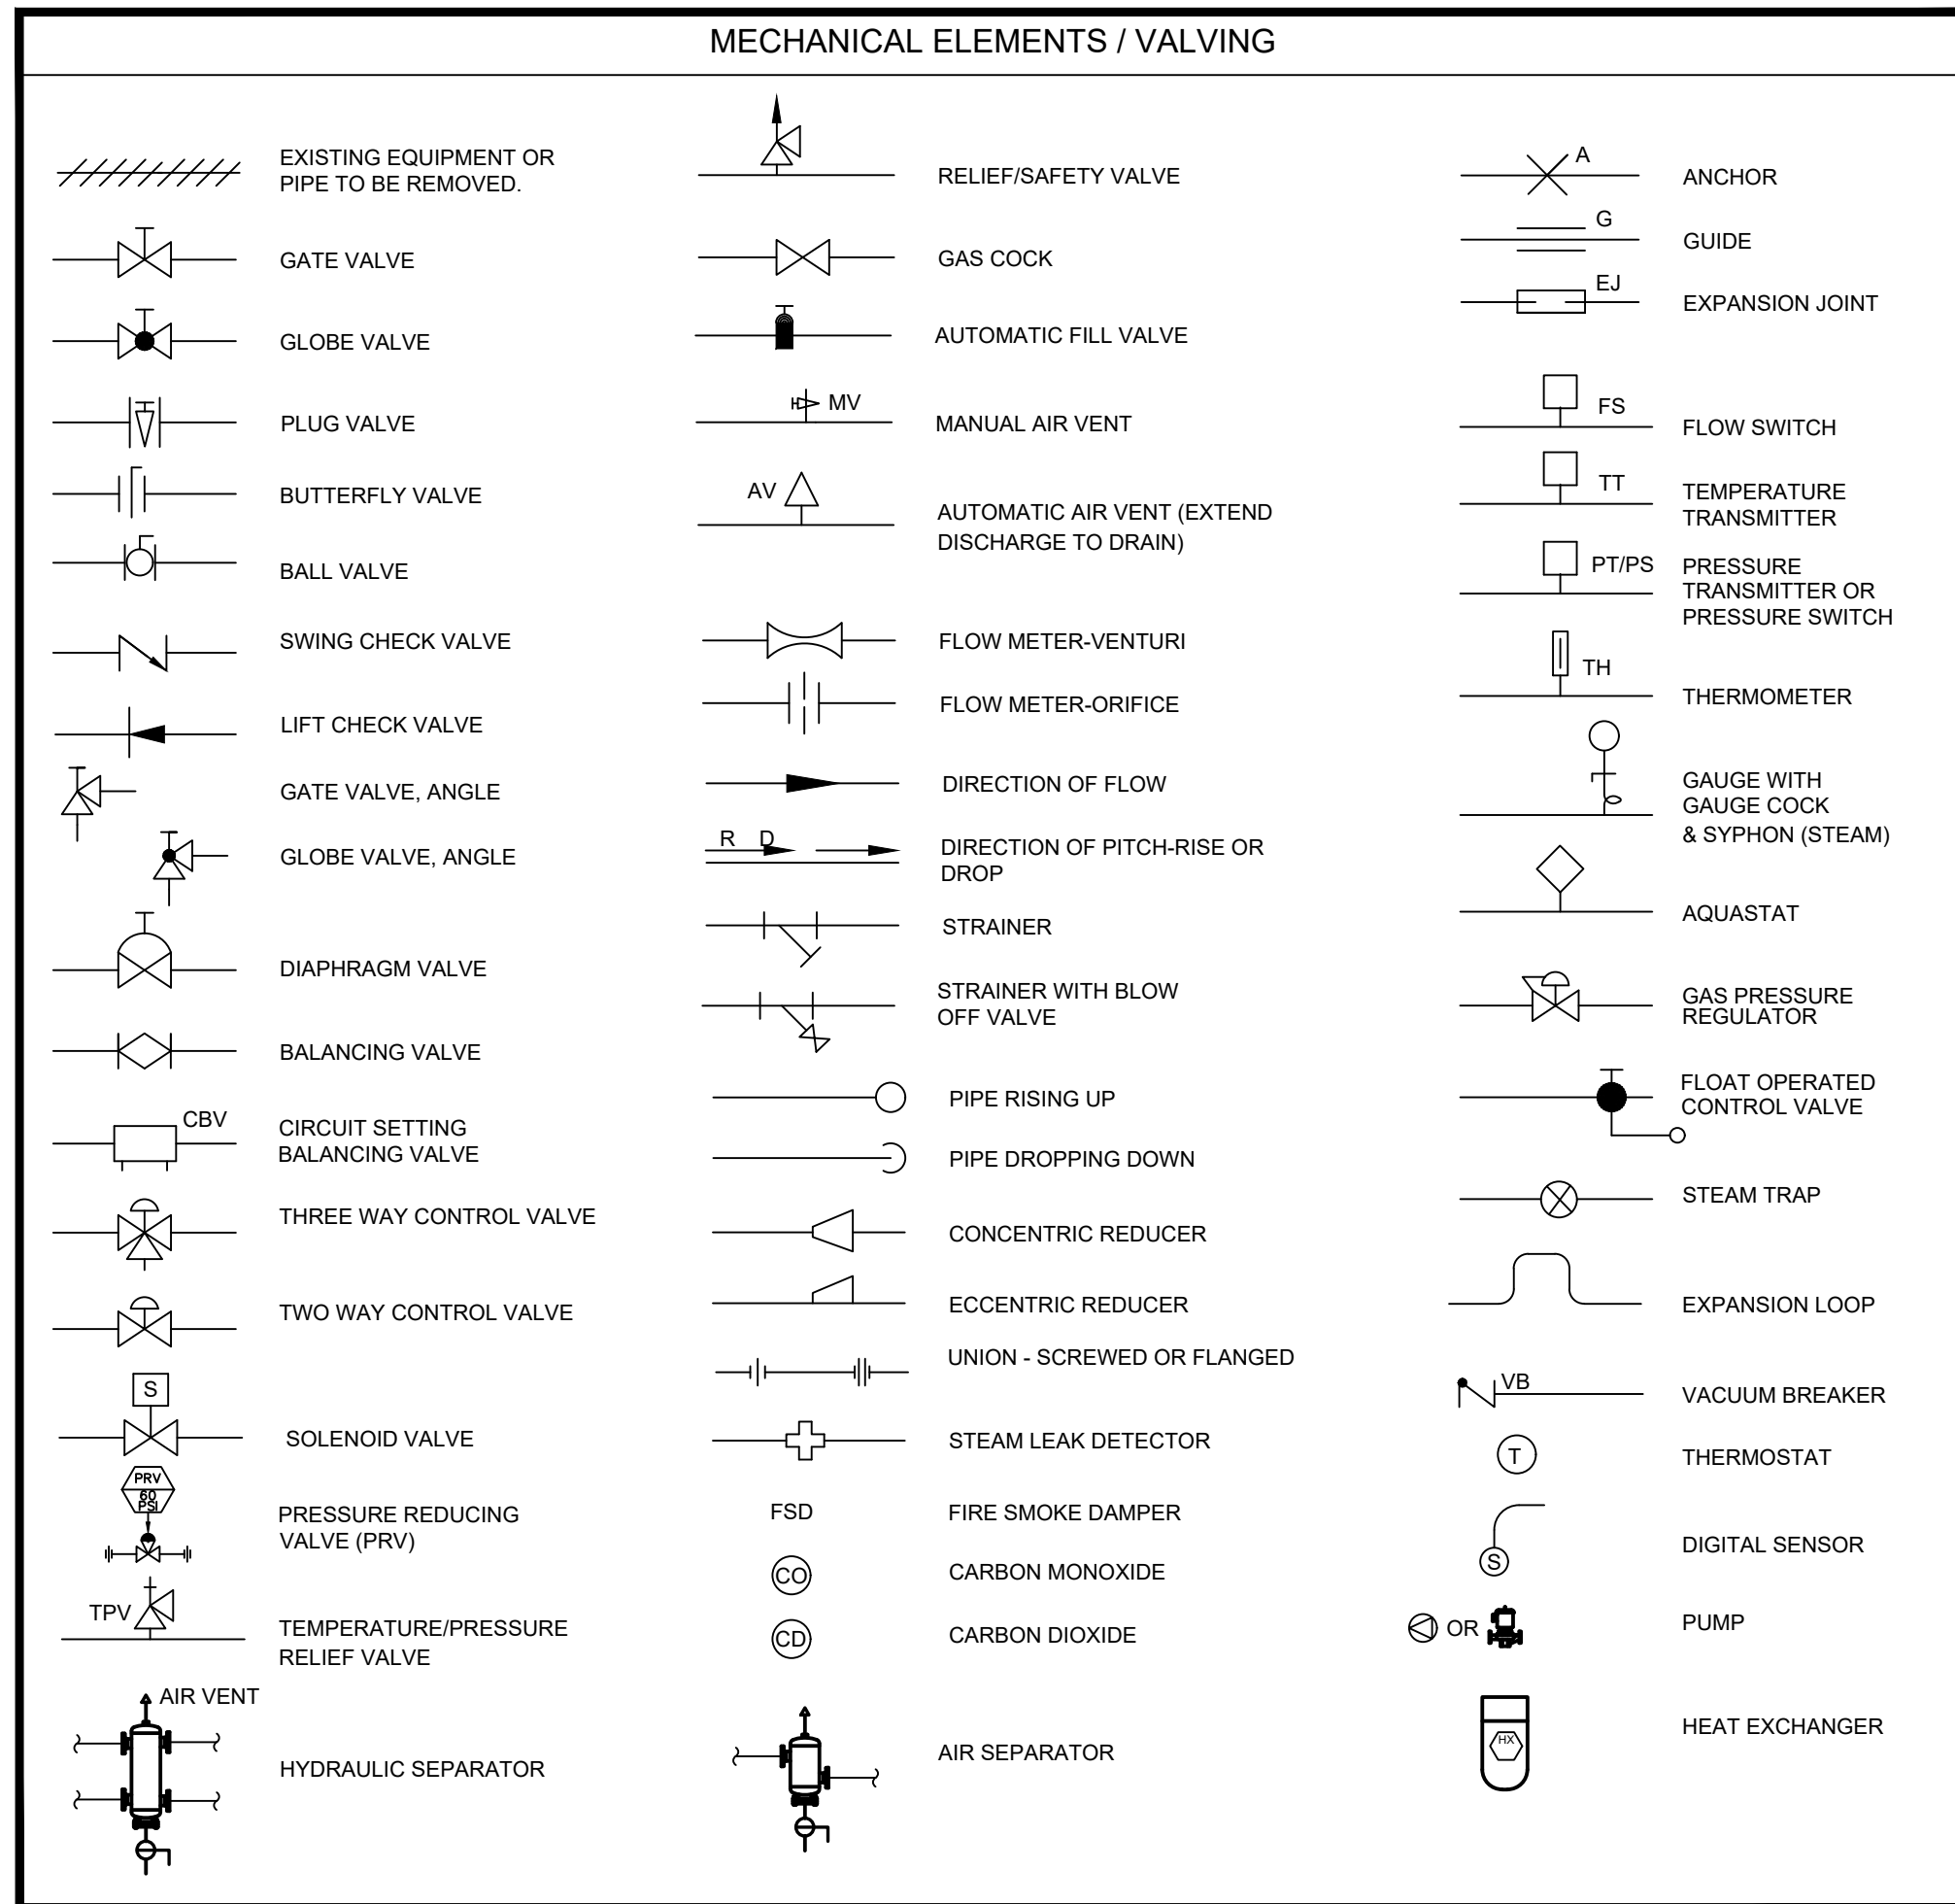 MECHANICAL ELEMENTS / VALVING
EXISTING EQUIPMENT OR
PIPE TO BE REMOVED.
GATE VALVE
GLOBE VALVE
PLUG VALVE
BUTTERFLY VALVE
BALL VALVE
SWING CHECK VALVE
LIFT CHECK VALVE
GATE VALVE, ANGLE
GLOBE VALVE, ANGLE
DIAPHRAGM VALVE
BALANCING VALVE
CBV
CIRCUIT SETTING
BALANCING VALVE
THREE WAY CONTROL VALVE
TWO WAY CONTROL VALVE
S
SOLENOID VALVE
PRV
60
PSI
PRESSURE REDUCING
VALVE (PRV)
TPV
TEMPERATURE/PRESSURE
RELIEF VALVE
AIR VENT
HYDRAULIC SEPARATOR
RELIEF/SAFETY VALVE
GAS COCK
AUTOMATIC FILL VALVE
MV
MANUAL AIR VENT
AV
AUTOMATIC AIR VENT (EXTEND
DISCHARGE TO DRAIN)
FLOW METER-VENTURI
FLOW METER-ORIFICE
DIRECTION OF FLOW
R D
DIRECTION OF PITCH-RISE OR
DROP
STRAINER
STRAINER WITH BLOW
OFF VALVE
PIPE RISING UP
PIPE DROPPING DOWN
CONCENTRIC REDUCER
ECCENTRIC REDUCER
UNION - SCREWED OR FLANGED
STEAM LEAK DETECTOR
FSD
FIRE SMOKE DAMPER
CO
CARBON MONOXIDE
CD
CARBON DIOXIDE
AIR SEPARATOR
A
ANCHOR
G
GUIDE
EJ
EXPANSION JOINT
FS
FLOW SWITCH
TT
TEMPERATURE
TRANSMITTER
PT/PS
PRESSURE
TRANSMITTER OR
PRESSURE SWITCH
TH
THERMOMETER
GAUGE WITH
GAUGE COCK
& SYPHON (STEAM)
AQUASTAT
GAS PRESSURE
REGULATOR
FLOAT OPERATED
CONTROL VALVE
STEAM TRAP
EXPANSION LOOP
VB
VACUUM BREAKER
T
THERMOSTAT
S
DIGITAL SENSOR
OR
PUMP
HX
HEAT EXCHANGER